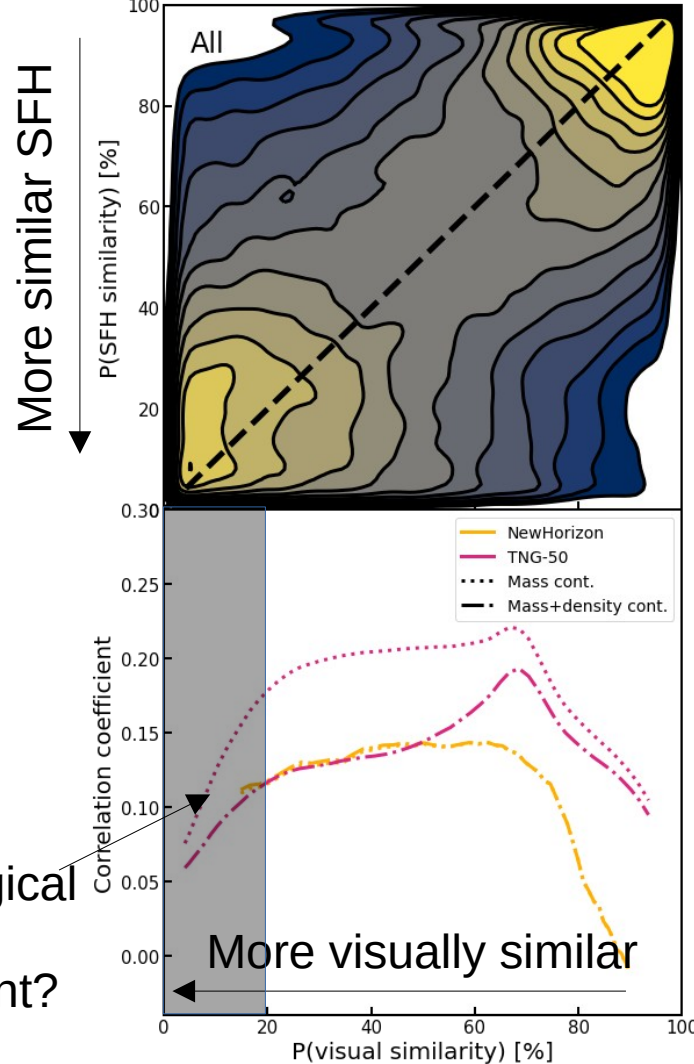 All
More similar SFH
P(SFH similarity) [%]
100
80
60
40
20
0.30
0.25
0.20
0.15
0.10
0.05
0.00
Correlation coefficient
NewHorizon
TNG-50
Mass cont.
Mass+density cont.
More visually similar
0 20 40 60 80 100
P(visual similarity) [%]